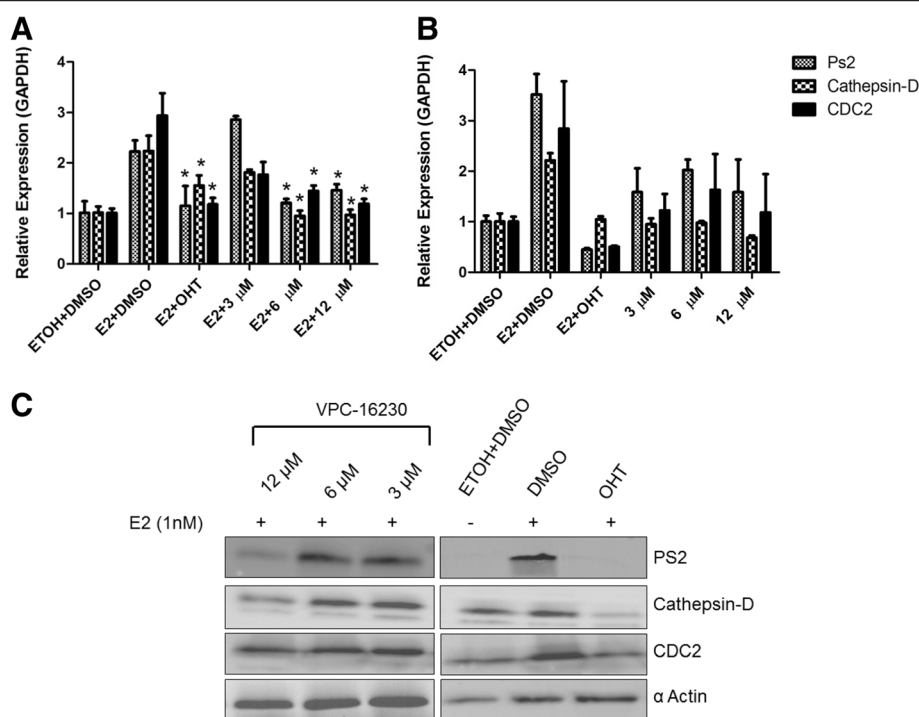 A
Relative Expression (GAPDH)
4
3
2
1
0
* * *
* * *
* * *
ETOH+DMSO
E2+DMSO
E2+OHT
E2+3 μM
E2+6 μM
E2+12 μM
B
Relative Expression (GAPDH)
4
3
2
1
0
ETOH+DMSO
E2+DMSO
E2+OHT
3 μM
6 μM
12 μM
Ps2
Cathepsin-D
CDC2
C
VPC-16230
12 μM
6 μM
3 μM
ETOH+DMSO
DMSO
OHT
E2 (1nM) + + + - + +
PS2
Cathepsin-D
CDC2
α Actin